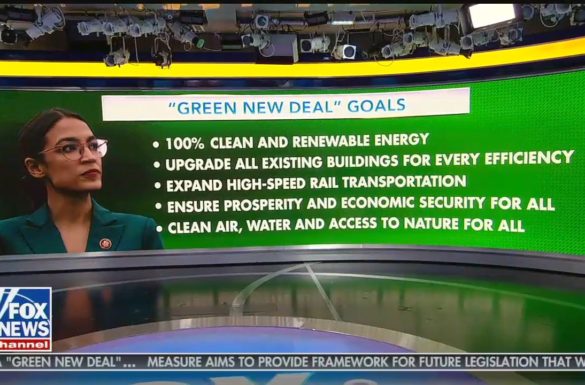 "GREEN NEW DEAL" GOALS
• 100% CLEAN AND RENEWABLE ENERGY
• UPGRADE ALL EXISTING BUILDINGS FOR EVERY EFFICIENCY
• EXPAND HIGH-SPEED RAIL TRANSPORTATION
• ENSURE PROSPERITY AND ECONOMIC SECURITY FOR ALL
• CLEAN AIR, WATER AND ACCESS TO NATURE FOR ALL
FOX
NEWS
channel
"GREEN NEW DEAL"... MEASURE AIMS TO PROVIDE FRAMEWORK FOR FUTURE LEGISLATION THAT